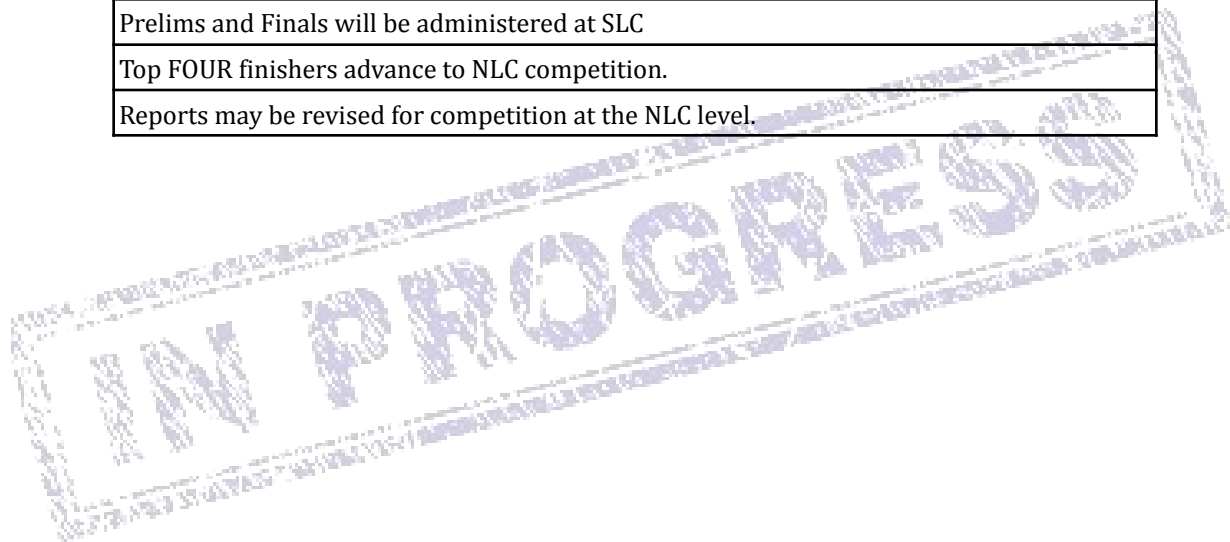 Prelims and Finals will be administered at SLC
Top FOUR finishers advance to NLC competition.
Reports may be revised for competition at the NLC level.
IN PROGRESS